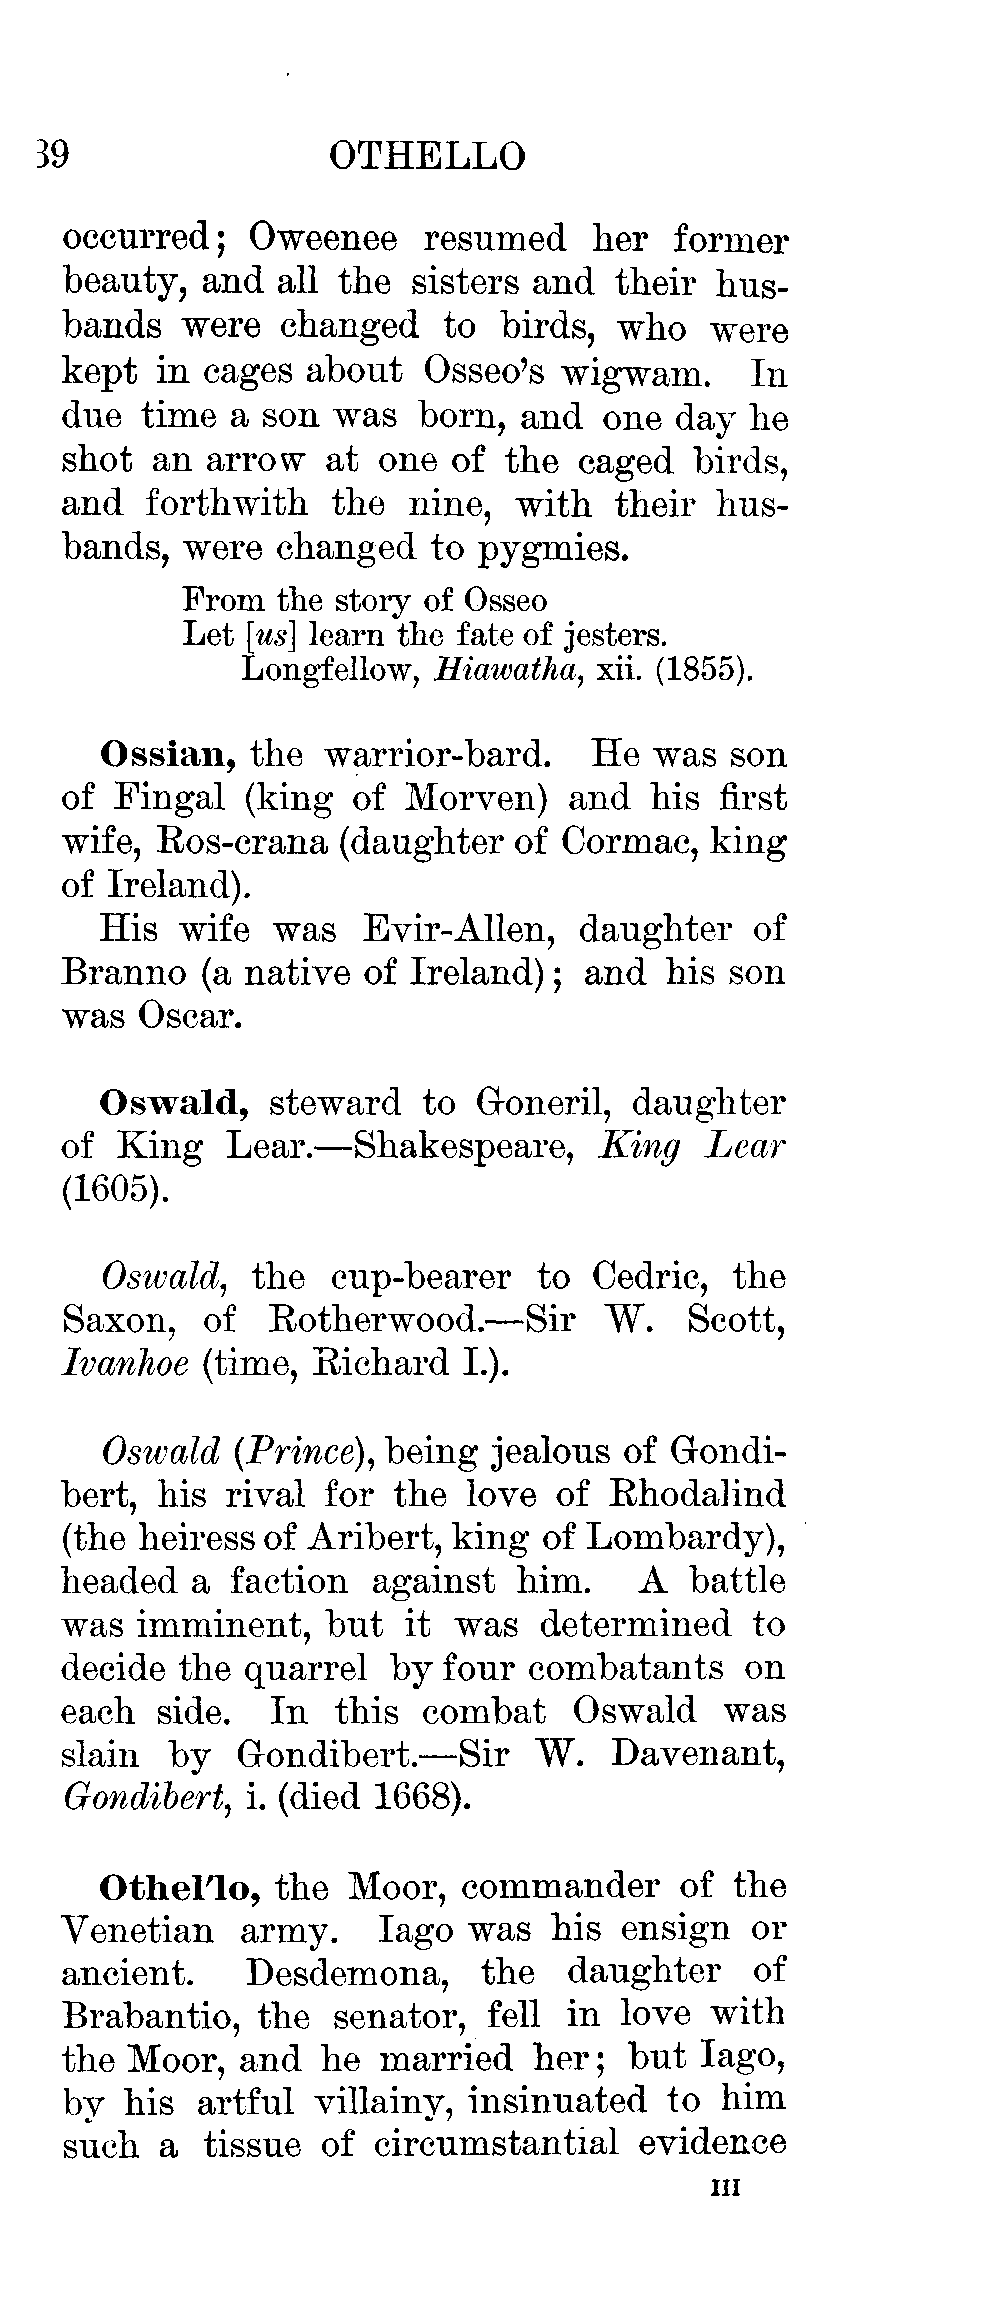 39 OTHELLO
occurred; Oweenee resumed her former
beauty, and all the sisters and their hus-
bands were changed to birds, who were
kept in cages about Osseo's wigwam. In
due time a son was born, and one day he
shot an arrow at one of the caged birds,
and forthwith the nine, with their hus-
bands, were changed to pygmies.
From the story of Osseo
Let [us] learn the fate of jesters.
Longfellow, Hiawatha, xii. (1855).
Ossian, the warrior-bard. He was son
of Fingal (king of Morven) and his first
wife, Ros-crana (daughter of Cormac, king
of Ireland).
His wife was Evir-Allen, daughter of
Branno (a native of Ireland); and his son
was Oscar.
Oswald, steward to Goneril, daughter
of King Lear.—Shakespeare, King Lear
(1605).
Oswald, the cup-bearer to Cedric, the
Saxon, of Rotherwood.—Sir W. Scott,
Ivanhoe (time, Richard I.).
Oswald (Prince), being jealous of Gondi-
bert, his rival for the love of Rhodalind
(the heiress of Aribert, king of Lombardy),
headed a faction against him. A battle
was imminent, but it was determined to
decide the quarrel by four combatants on
each side. In this combat Oswald was
slain by Gondibert.—Sir W. Davenant,
Gondibert, i. (died 1668).
Othel'lo, the Moor, commander of the
Venetian army. Iago was his ensign or
ancient. Desdemona, the daughter of
Brabantio, the senator, fell in love with
the Moor, and he married her; but Iago,
by his artful villainy, insinuated to him
such a tissue of circumstantial evidence
III